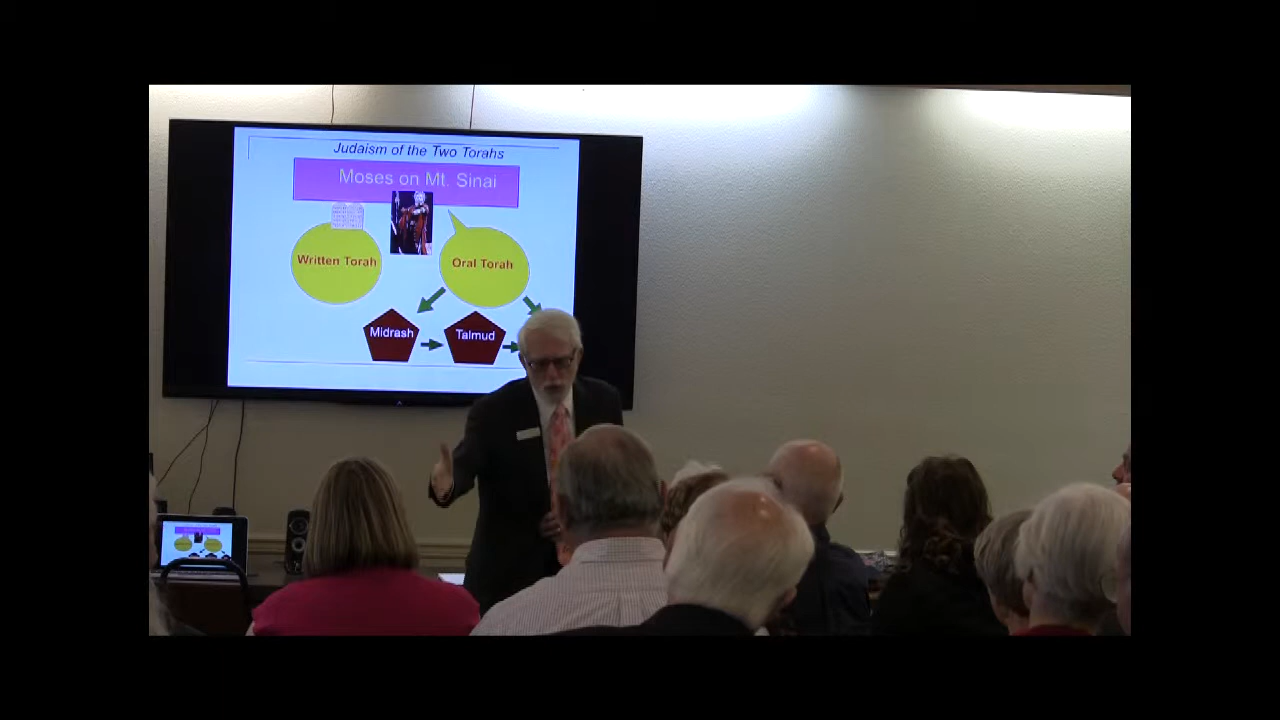 Judaism of the Two Torahs
Moses on Mt. Sinai
Written Torah
Oral Torah
Midrash
Talmud